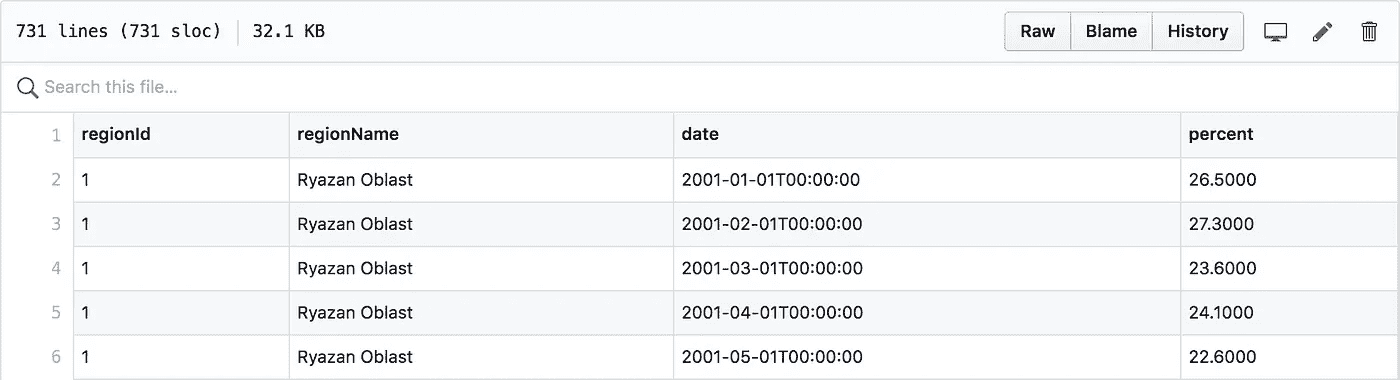 731 lines (731 sloc) 32.1 KB Raw Blame History
Search this file...
1 regionId regionName date percent
2 1 Ryazan Oblast 2001-01-01T00:00:00 26.5000
3 1 Ryazan Oblast 2001-02-01T00:00:00 27.3000
4 1 Ryazan Oblast 2001-03-01T00:00:00 23.6000
5 1 Ryazan Oblast 2001-04-01T00:00:00 24.1000
6 1 Ryazan Oblast 2001-05-01T00:00:00 22.6000